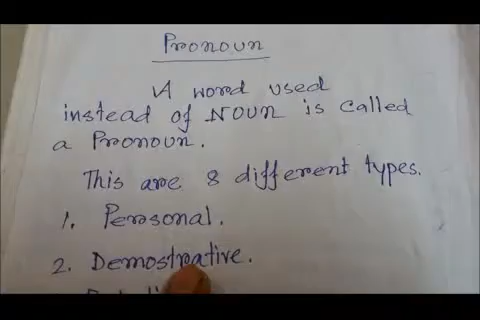 Pronoun
A word used
instead of Noun is called
a Pronoun.
This are 8 different types.
1. Personal.
2. Demostrative.